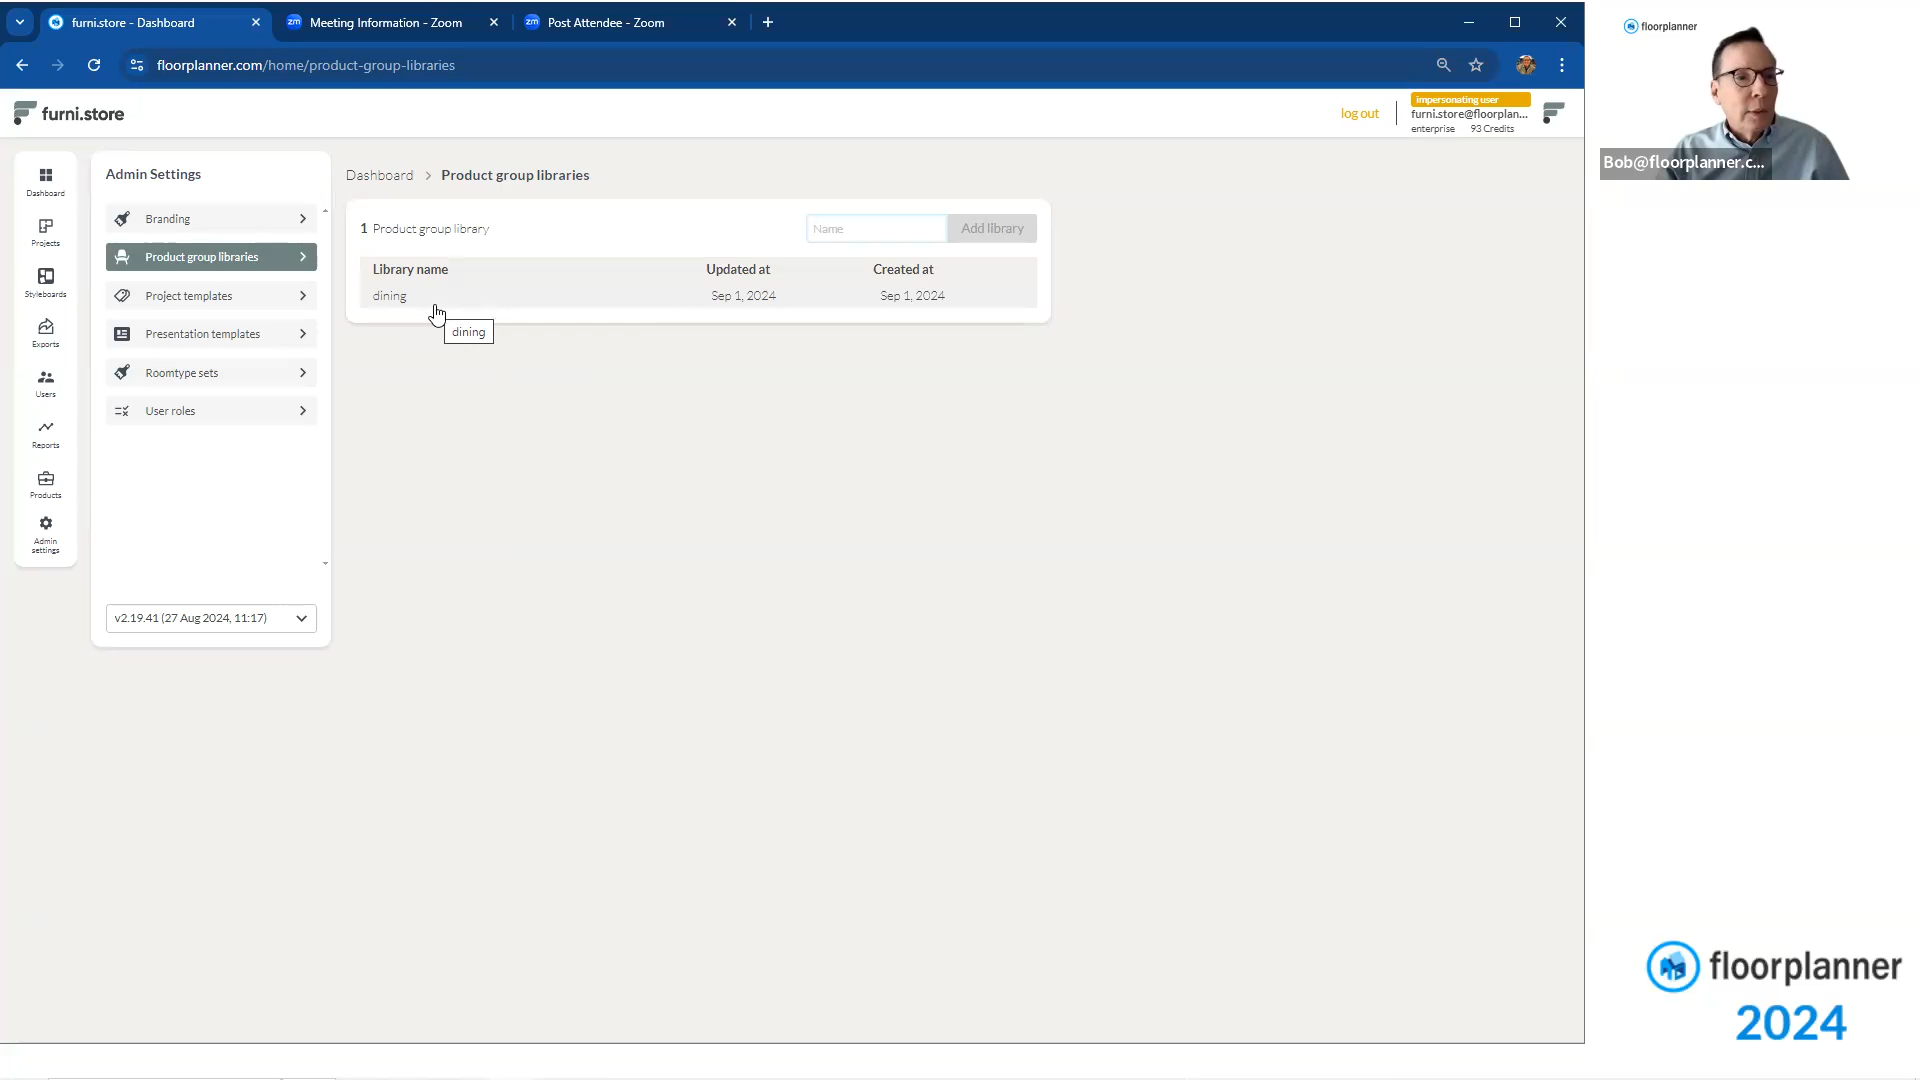 furni.store - Dashboard
Meeting Information - Zoom
Post Attendee - Zoom
floorplanner.com/home/product-group-libraries
furni.store
log out
impersonating user
furni.store@floorplan...
enterprise 93 Credits
Dashboard
Projects
Styleboards
Exports
Users
Reports
Products
Admin
settings
Admin Settings
Branding
Product group libraries
Project templates
Presentation templates
Roomtype sets
User roles
v2.19.41 (27 Aug 2024, 11:17)
Dashboard > Product group libraries
1 Product group library
Name
Add library
Library name Updated at Created at
dining Sep 1, 2024 Sep 1, 2024
dining
floorplanner
Bob@floorplanner.c...
floorplanner
2024